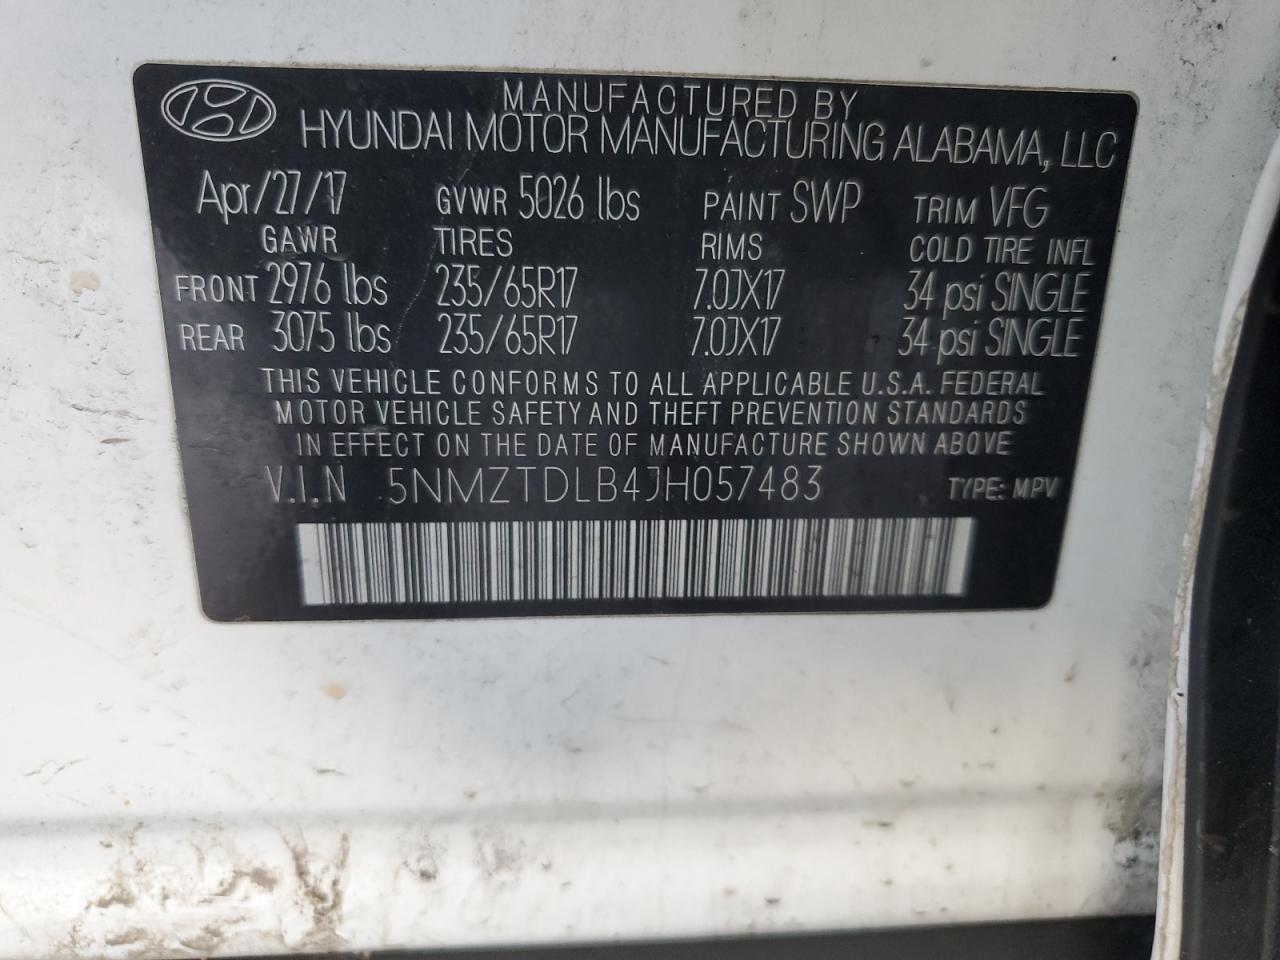 MANUFACTURED BY
HYUNDAI MOTOR MANUFACTURING ALABAMA, LLC
Apr/27/17 GVWR 5026 lbs PAINT SWP TRIM VFG
GAWR TIRES RIMS COLD TIRE INFL
FRONT 2976 lbs 235/65R17 7.0JX17 34 psi SINGLE
REAR 3075 lbs 235/65R17 7.0JX17 34 psi SINGLE
THIS VEHICLE CONFORMS TO ALL APPLICABLE U.S.A. FEDERAL
MOTOR VEHICLE SAFETY AND THEFT PREVENTION STANDARDS
IN EFFECT ON THE DATE OF MANUFACTURE SHOWN ABOVE
V.I.N 5NMZTDLB4JH057483 TYPE: MPV